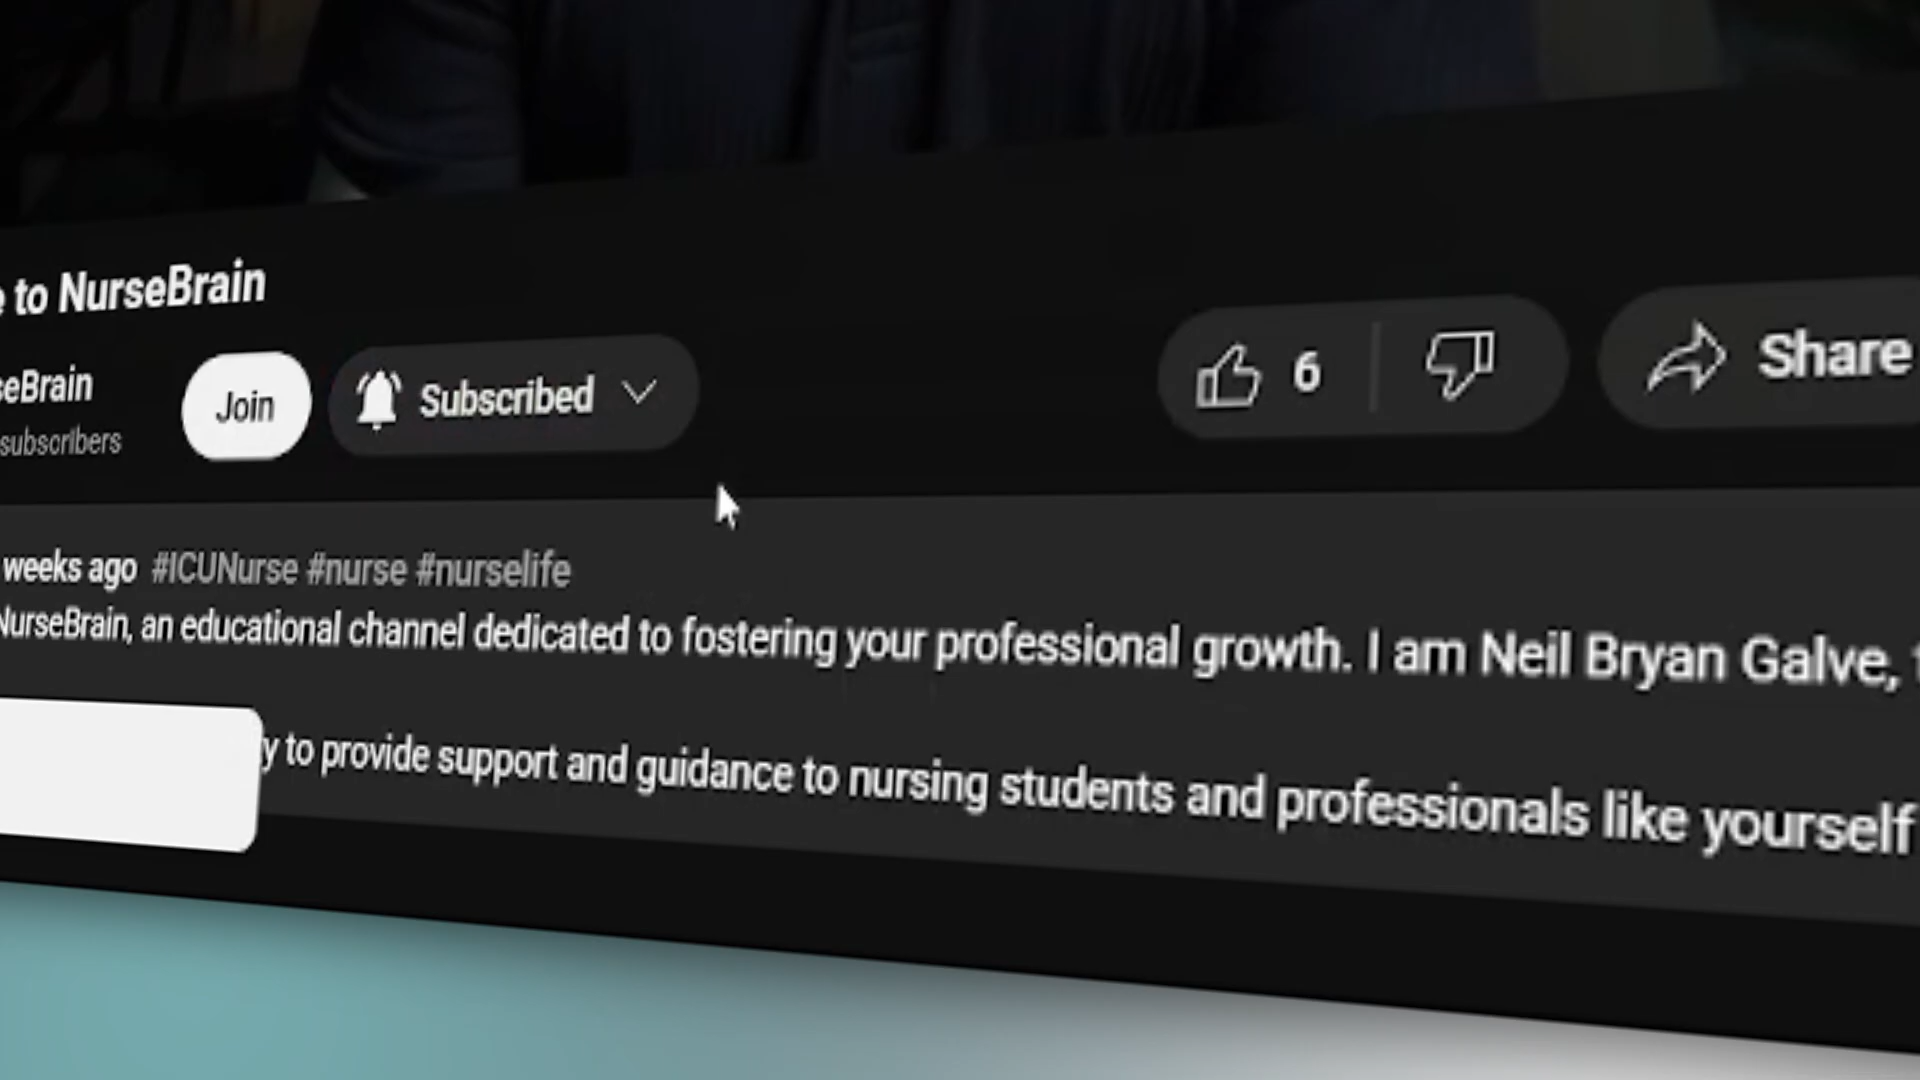 to NurseBrain
seBrain
subscribers
Join
Subscribed
6
Share
weeks ago #ICUNurse #nurse #nurselife
NurseBrain, an educational channel dedicated to fostering your professional growth. I am Neil Bryan Galve,
y to provide support and guidance to nursing students and professionals like yourself